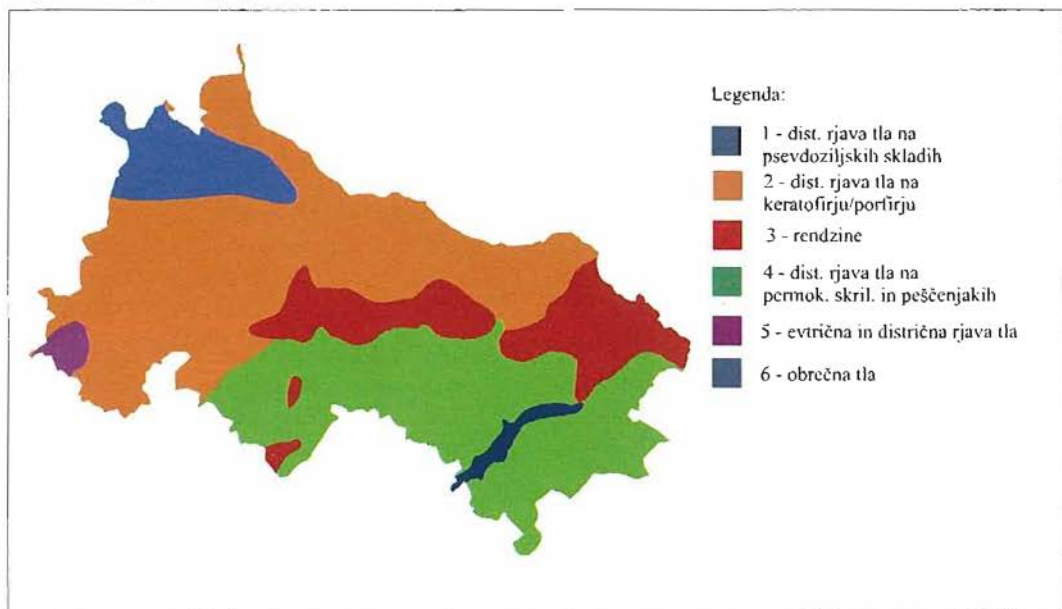 Legenda:
1 - dist. rjava tla na
psevdoziljskih skladih
2 - dist. rjava tla na
keratofirju/porfirju
3 - rendzine
4 - dist. rjava tla na
permok. skril. in peščenjakih
5 - evtrična in distrična rjava tla
6 - obrečna tla